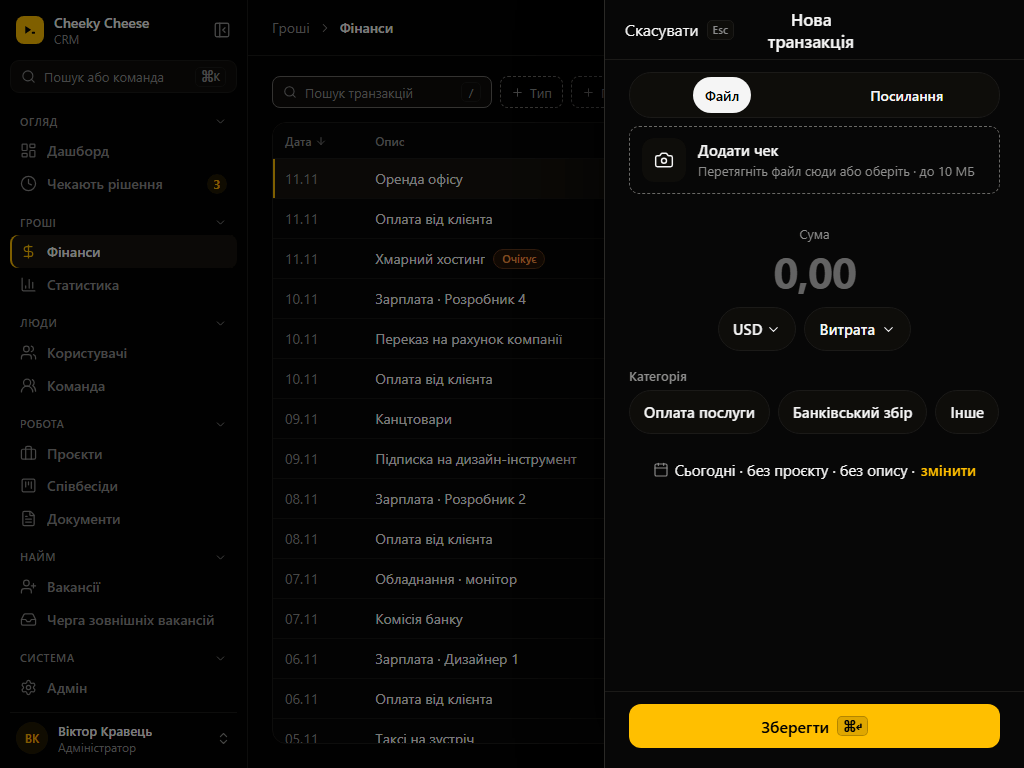 Cheeky Cheese
CRM
Пошук або команда ⌘K
ОГЛЯД
Дашборд
Чекають рішення 3
ГРОШІ
Фінанси
Статистика
ЛЮДИ
Користувачі
Команда
РОБОТА
Проєкти
Співбесіди
Документи
НАЙМ
Вакансії
Черга зовнішніх вакансій
СИСТЕМА
Адмін
ВК
Віктор Кравець
Адміністратор
Гроші > Фінанси
Пошук транзакцій /
+ Тип
Дата ↓ Опис
11.11 Оренда офісу
11.11 Оплата від клієнта
11.11 Хмарний хостинг Очікує
10.11 Зарплата · Розробник 4
10.11 Переказ на рахунок компанії
10.11 Оплата від клієнта
09.11 Канцтовари
09.11 Підписка на дизайн-інструмент
08.11 Зарплата · Розробник 2
08.11 Оплата від клієнта
07.11 Обладнання · монітор
07.11 Комісія банку
06.11 Зарплата · Дизайнер 1
06.11 Оплата від клієнта
05.11 Таксі на зустріч
Скасувати Esc
Нова
транзакція
Файл Посилання
Додати чек
Перетягніть файл сюди або оберіть · до 10 МБ
Сума
0,00
USD Витрата
Категорія
Оплата послуги Банківський збір Інше
Сьогодні · без проєкту · без опису · змінити
Зберегти ⌘↵